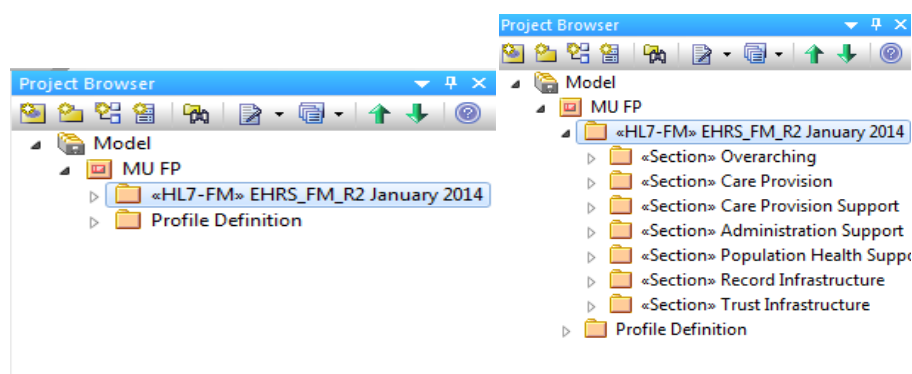 Project Browser
Model
MU FP
«HL7-FM» EHRS_FM_R2 January 2014
Profile Definition
Project Browser
Model
MU FP
«HL7-FM» EHRS_FM_R2 January 2014
«Section» Overarching
«Section» Care Provision
«Section» Care Provision Support
«Section» Administration Support
«Section» Population Health Suppo
«Section» Record Infrastructure
«Section» Trust Infrastructure
Profile Definition